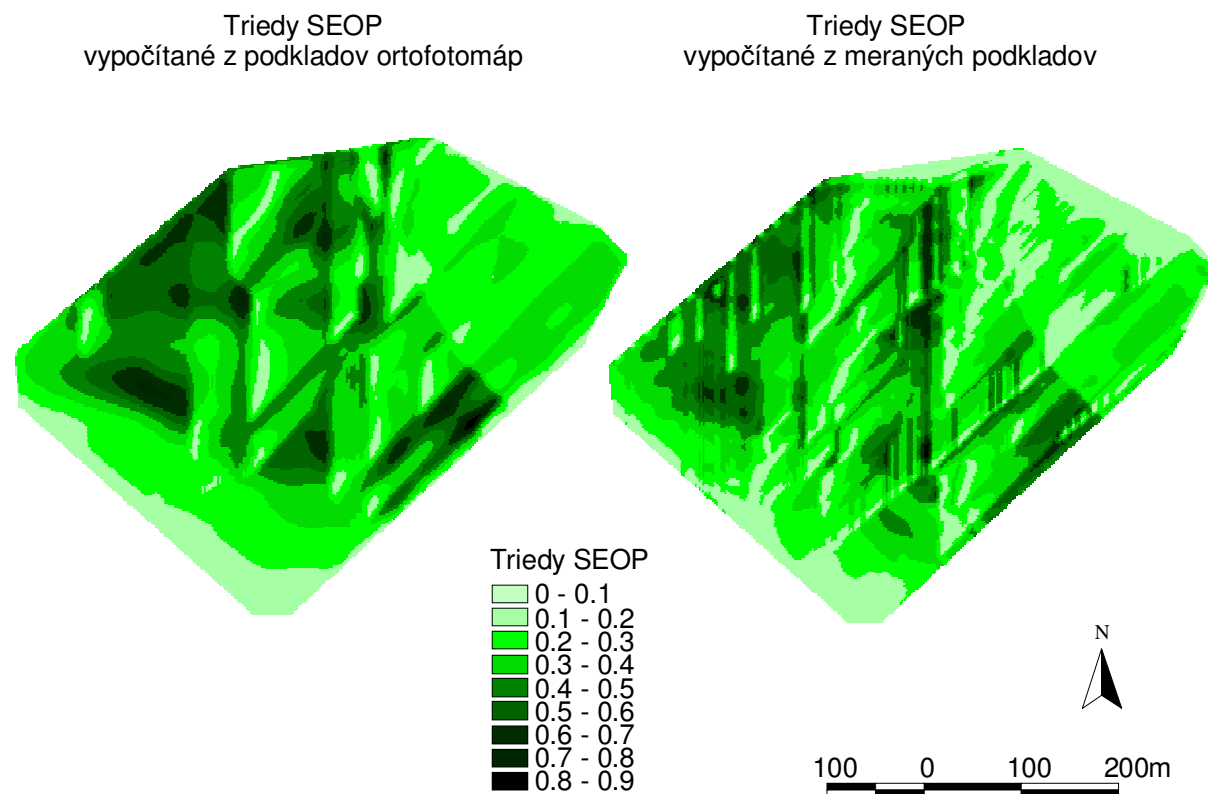 Triedy SEOP
vypočítané z podkladov ortofotomáp
Triedy SEOP
vypočítané z meraných podkladov
Triedy SEOP
0 - 0.1
0.1 - 0.2
0.2 - 0.3
0.3 - 0.4
0.4 - 0.5
0.5 - 0.6
0.6 - 0.7
0.7 - 0.8
0.8 - 0.9
N
100 0 100 200m